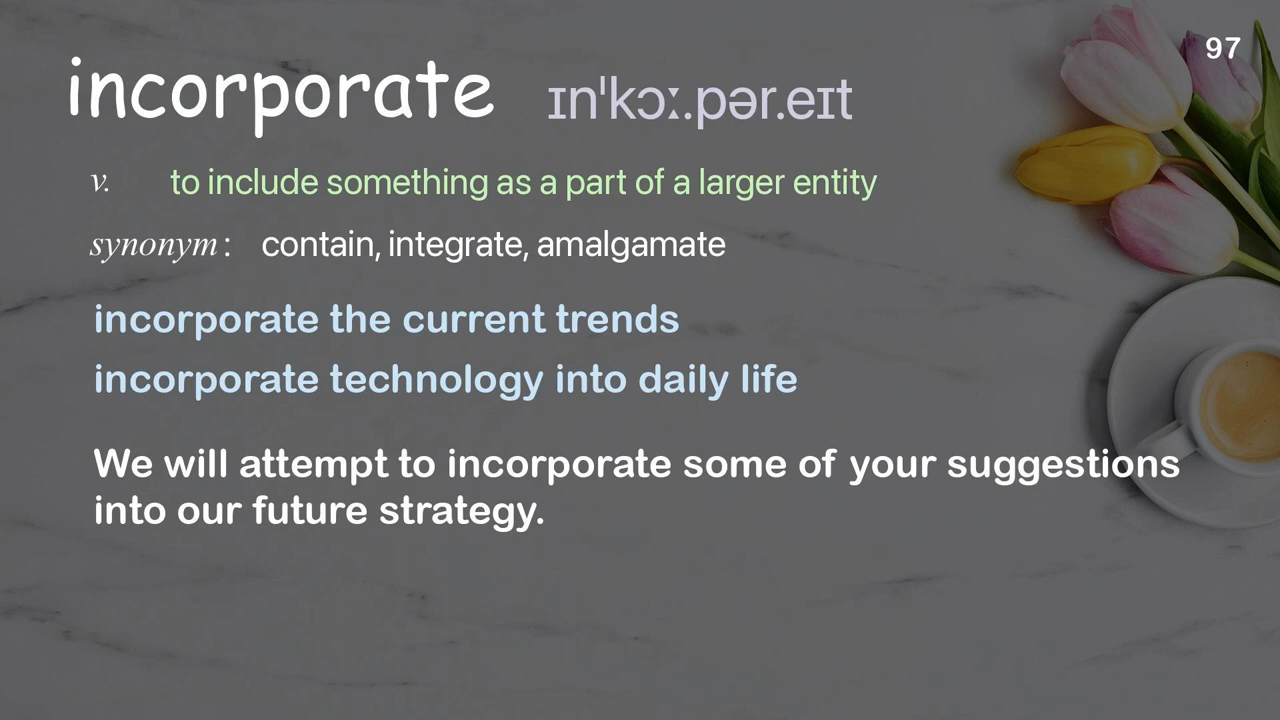 97
incorporate ɪnˈkɔː.pər.eɪt
v. to include something as a part of a larger entity
synonym: contain, integrate, amalgamate
incorporate the current trends
incorporate technology into daily life
We will attempt to incorporate some of your suggestions
into our future strategy.